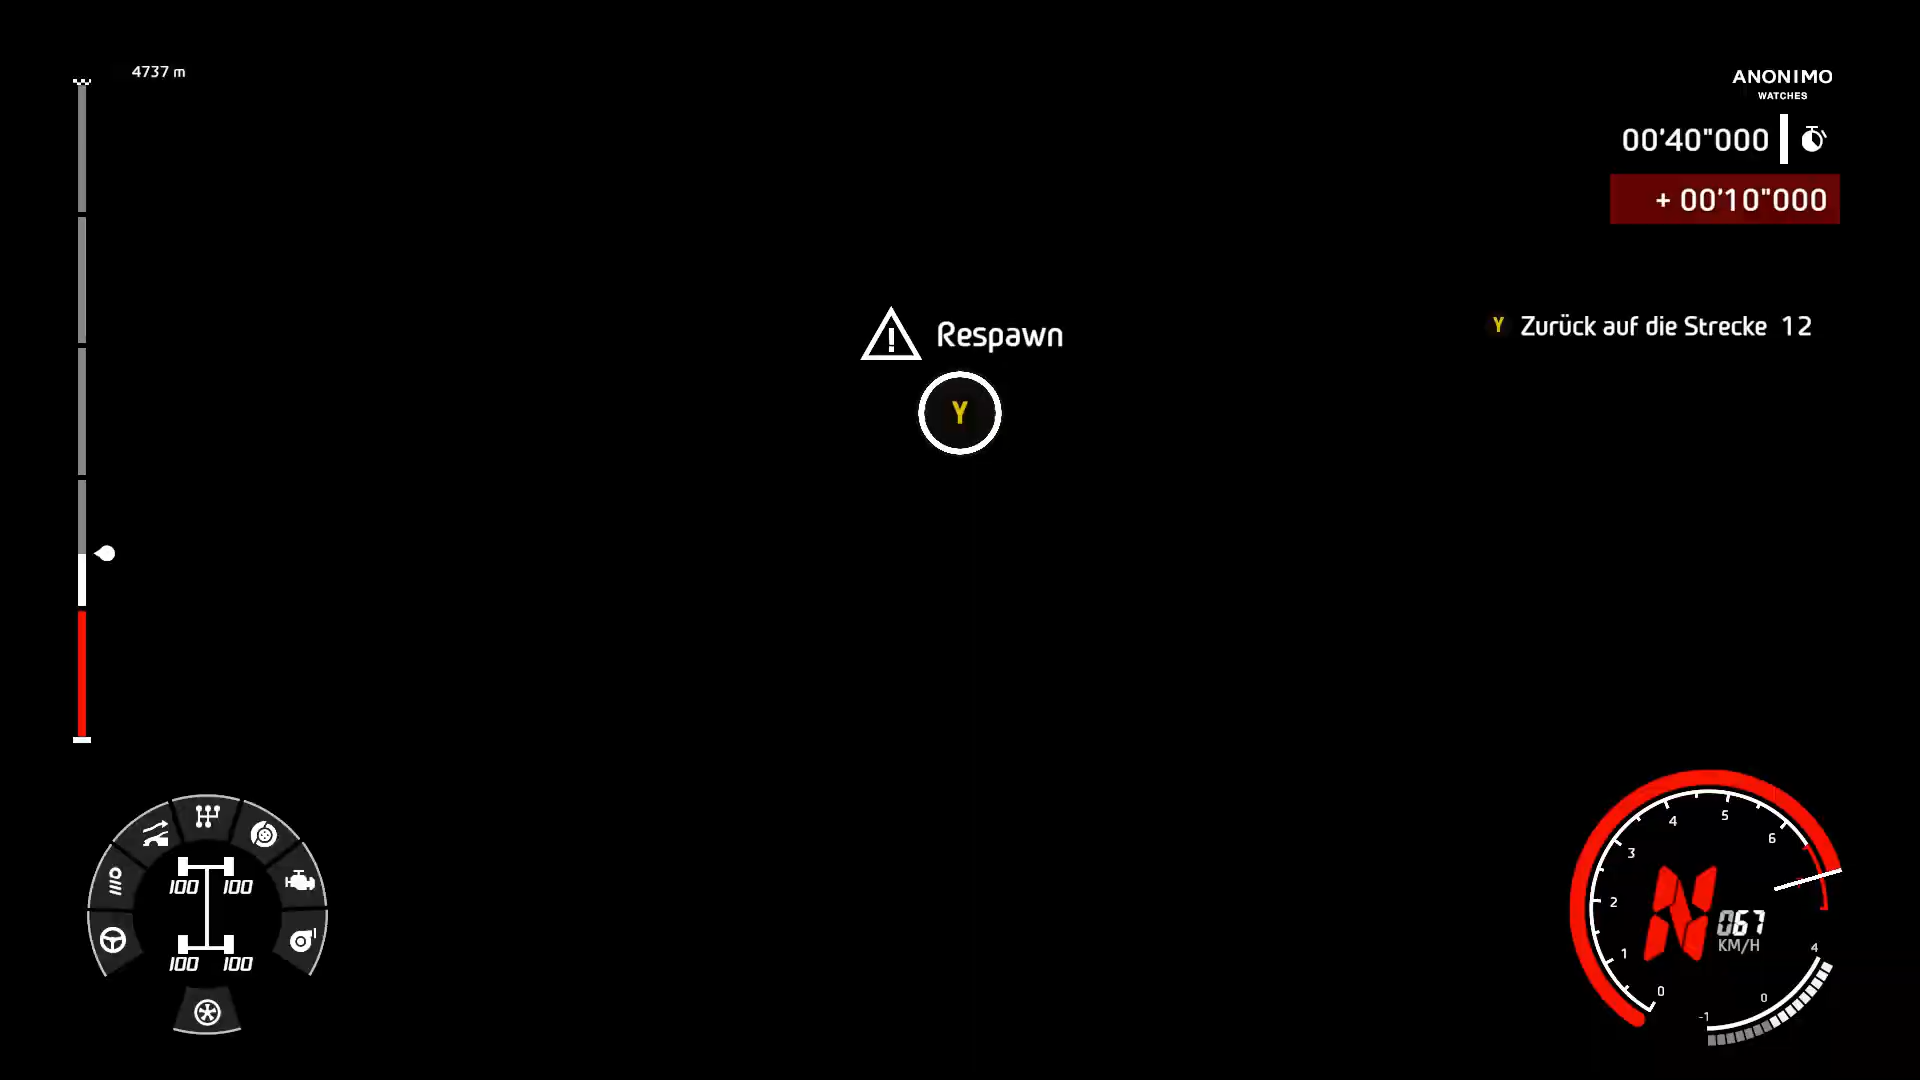 4737 m
ANONIMO
WATCHES
00'40"000
+ 00'10"000
Respawn
Y
Y Zurück auf die Strecke 12
100 100
100 100
0 1 2 3 4 5 6 7
N
067
KM/H
-1 0 4